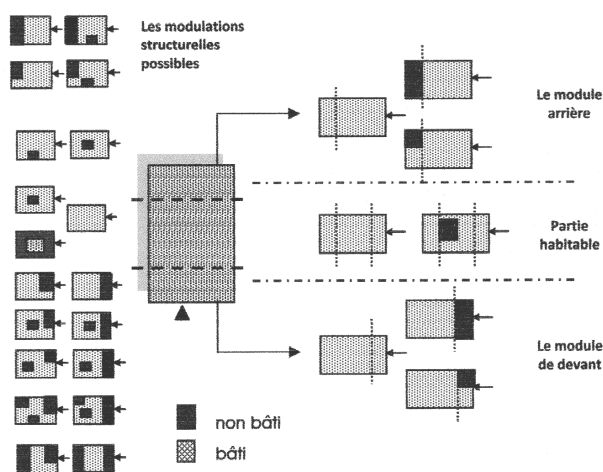 Les modulations
structurelles
possibles
Le module
arrière
Partie
habitable
Le module
de devant
non bâti
bâti